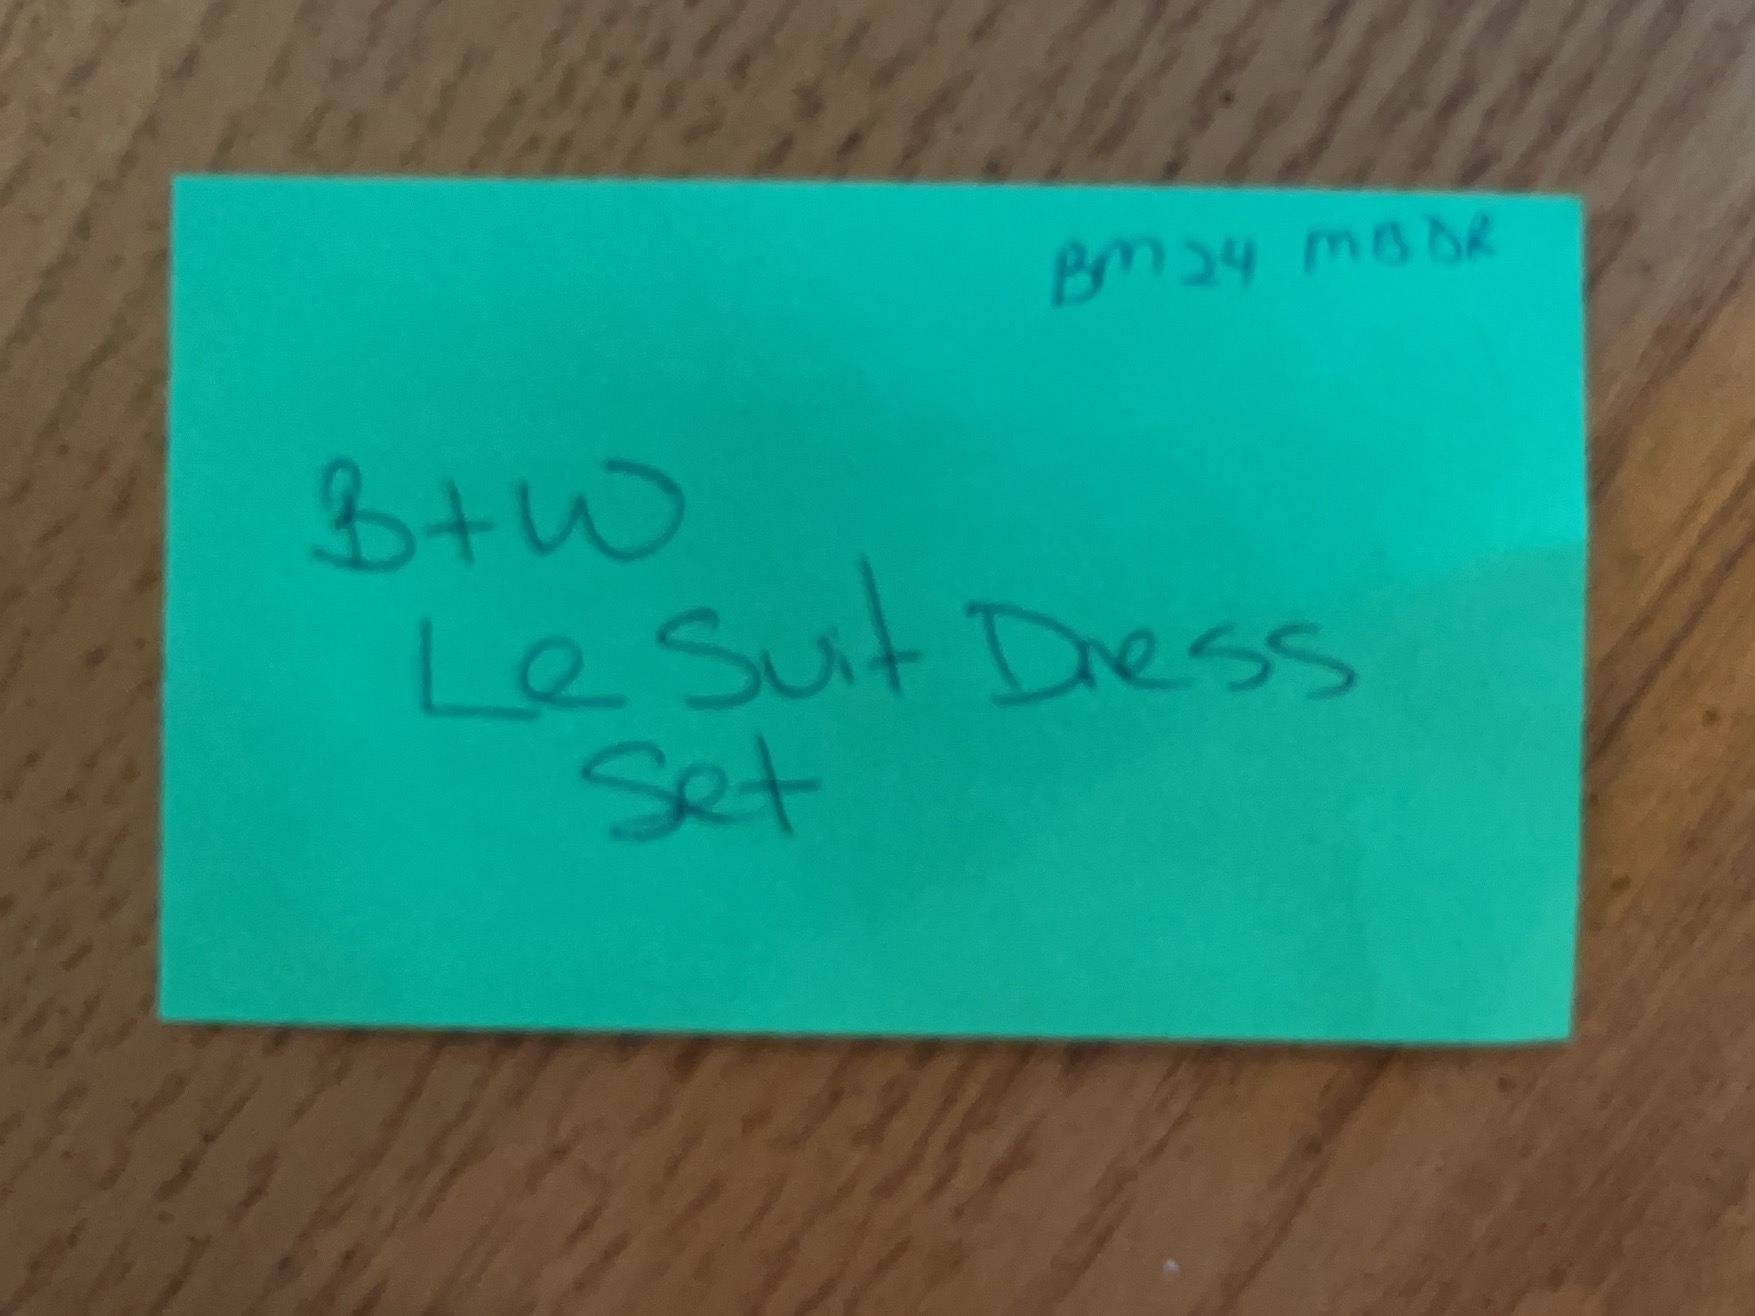 BM24 MBDR
B+W
Le Suit Dress
Set